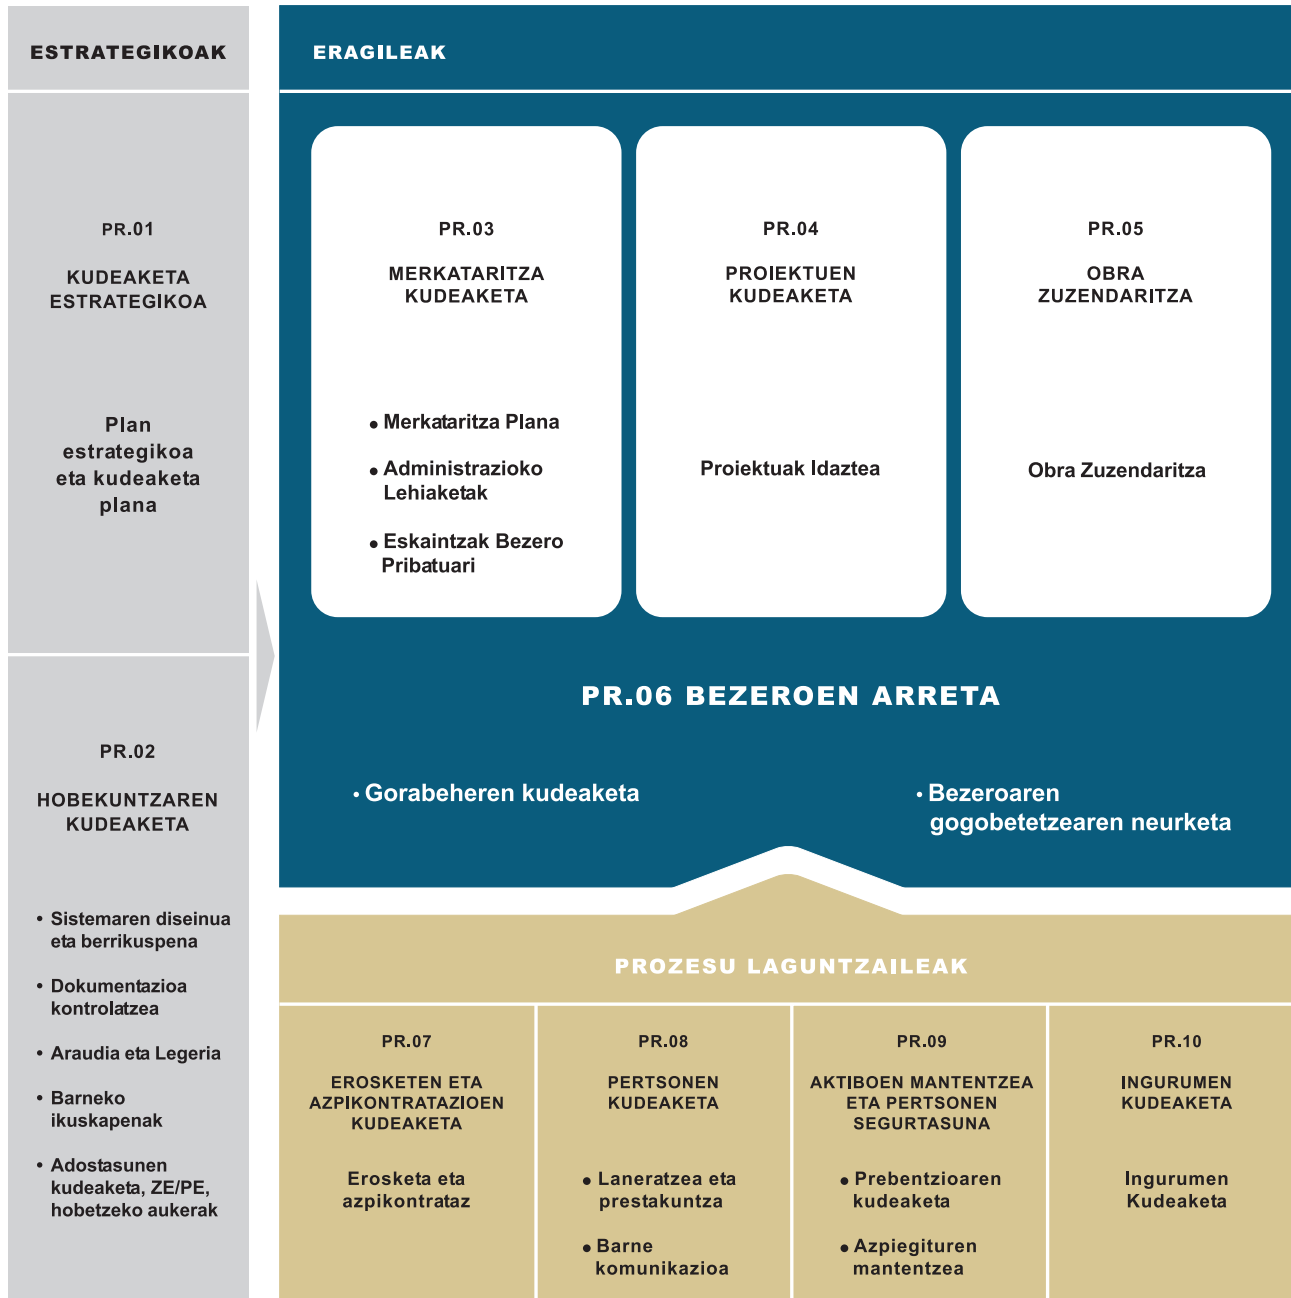 ESTRATEGIKOAK
PR.01
KUDEAKETA
ESTRATEGIKOA
Plan
estrategikoa
eta kudeaketa
plana
PR.02
HOBEKUNTZAREN
KUDEAKETA
• Sistemaren diseinua
eta berrikuspena
• Dokumentazioa
kontrolatzea
• Araudia eta Legeria
• Barneko
ikuskapenak
• Adostasunen
kudeaketa, ZE/PE,
hobetzeko aukerak
ERAGILEAK
PR.03
MERKATARITZA
KUDEAKETA
• Merkataritza Plana
• Administrazioko
Lehiaketak
• Eskaintzak Bezero
Pribatuari
PR.04
PROIEKTUEN
KUDEAKETA
Proiektuak Idaztea
PR.05
OBRA
ZUZENDARITZA
Obra Zuzendaritza
PR.06 BEZEROEN ARRETA
• Gorabeheren kudeaketa
• Bezeroaren
gogobetetzearen neurketa
PROZESU LAGUNTZAILEAK
PR.07
EROSKETEN ETA
AZPIKONTRATAZIOEN
KUDEAKETA
Erosketa eta
azpikontrataz
PR.08
PERTSONEN
KUDEAKETA
• Laneratzea eta
prestakuntza
• Barne
komunikazioa
PR.09
AKTIBOEN MANTENTZEA
ETA PERTSONEN
SEGURTASUNA
• Prebentzioaren
kudeaketa
• Azpiegituren
mantentzea
PR.10
INGURUMEN
KUDEAKETA
Ingurumen
Kudeaketa